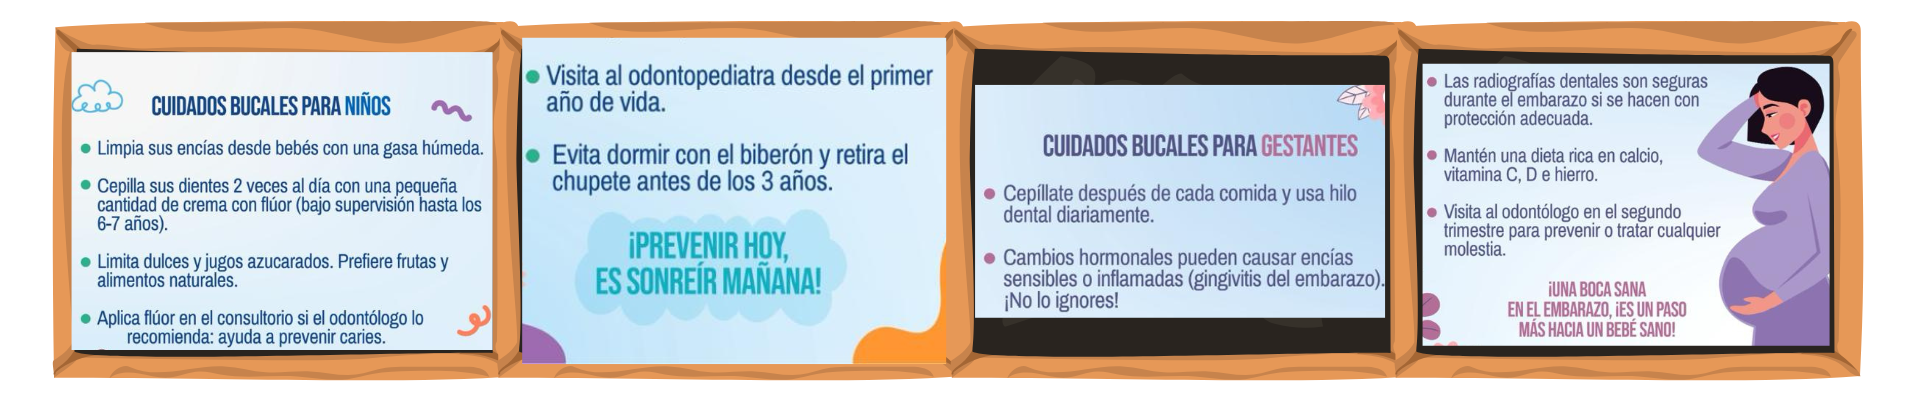 CUIDADOS BUCALES PARA NIÑOS
Limpia sus encías desde bebés con una gasa húmeda.
Cepilla sus dientes 2 veces al día con una pequeña
cantidad de crema con flúor (bajo supervisión hasta los
6-7 años).
Limita dulces y jugos azucarados. Prefiere frutas y
alimentos naturales.
Aplica flúor en el consultorio si el odontólogo lo
recomienda: ayuda a prevenir caries.
Visita al odontopediatra desde el primer
año de vida.
Evita dormir con el biberón y retira el
chupete antes de los 3 años.
¡PREVENIR HOY,
ES SONREÍR MAÑANA!
CUIDADOS BUCALES PARA GESTANTES
Cepíllate después de cada comida y usa hilo
dental diariamente.
Cambios hormonales pueden causar encías
sensibles o inflamadas (gingivitis del embarazo).
¡No lo ignores!
Las radiografías dentales son seguras
durante el embarazo si se hacen con
protección adecuada.
Mantén una dieta rica en calcio,
vitamina C, D e hierro.
Visita al odontólogo en el segundo
trimestre para prevenir o tratar cualquier
molestia.
¡UNA BOCA SANA
EN EL EMBARAZO, ¡ES UN PASO
MÁS HACIA UN BEBÉ SANO!